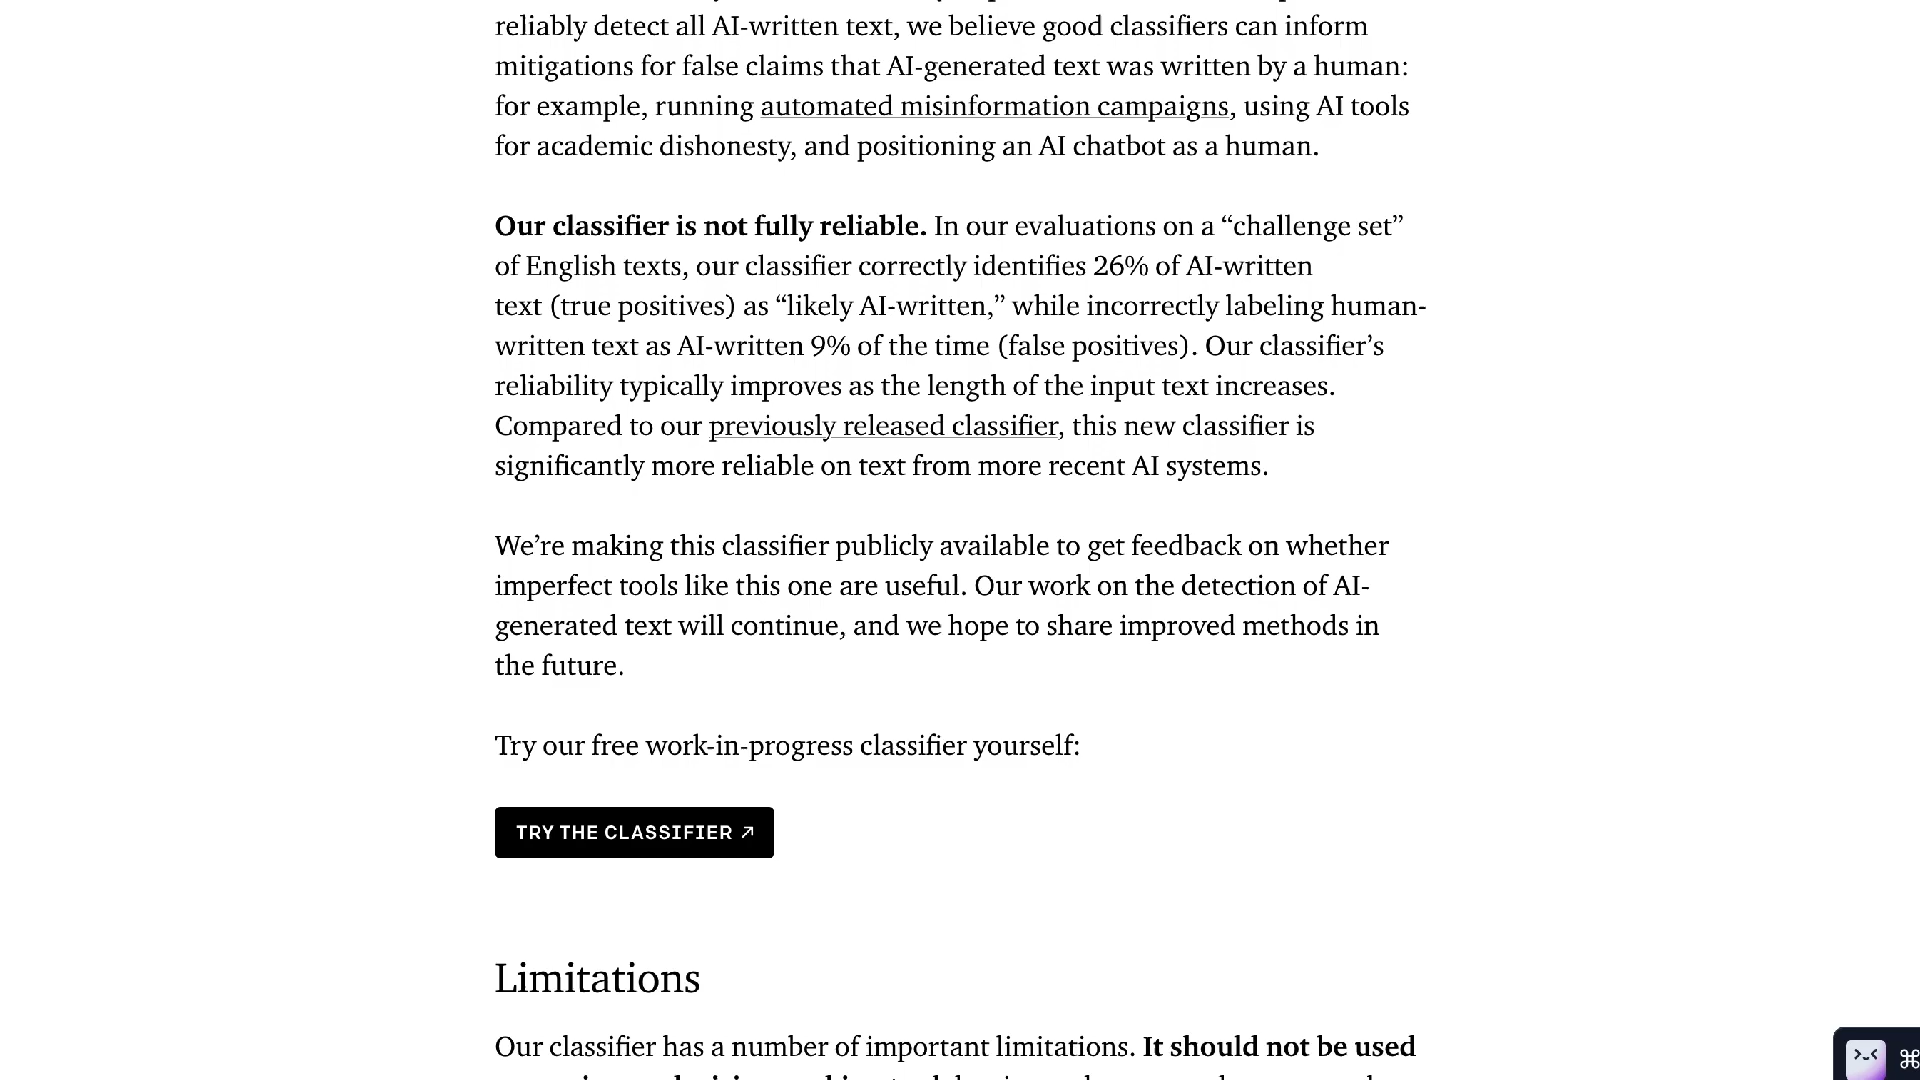 reliably detect all AI-written text, we believe good classifiers can inform
mitigations for false claims that AI-generated text was written by a human:
for example, running automated misinformation campaigns, using AI tools
for academic dishonesty, and positioning an AI chatbot as a human.
Our classifier is not fully reliable. In our evaluations on a “challenge set”
of English texts, our classifier correctly identifies 26% of AI-written
text (true positives) as “likely AI-written,” while incorrectly labeling human-
written text as AI-written 9% of the time (false positives). Our classifier’s
reliability typically improves as the length of the input text increases.
Compared to our previously released classifier, this new classifier is
significantly more reliable on text from more recent AI systems.
We’re making this classifier publicly available to get feedback on whether
imperfect tools like this one are useful. Our work on the detection of AI-
generated text will continue, and we hope to share improved methods in
the future.
Try our free work-in-progress classifier yourself:
TRY THE CLASSIFIER ↗
Limitations
Our classifier has a number of important limitations. It should not be used